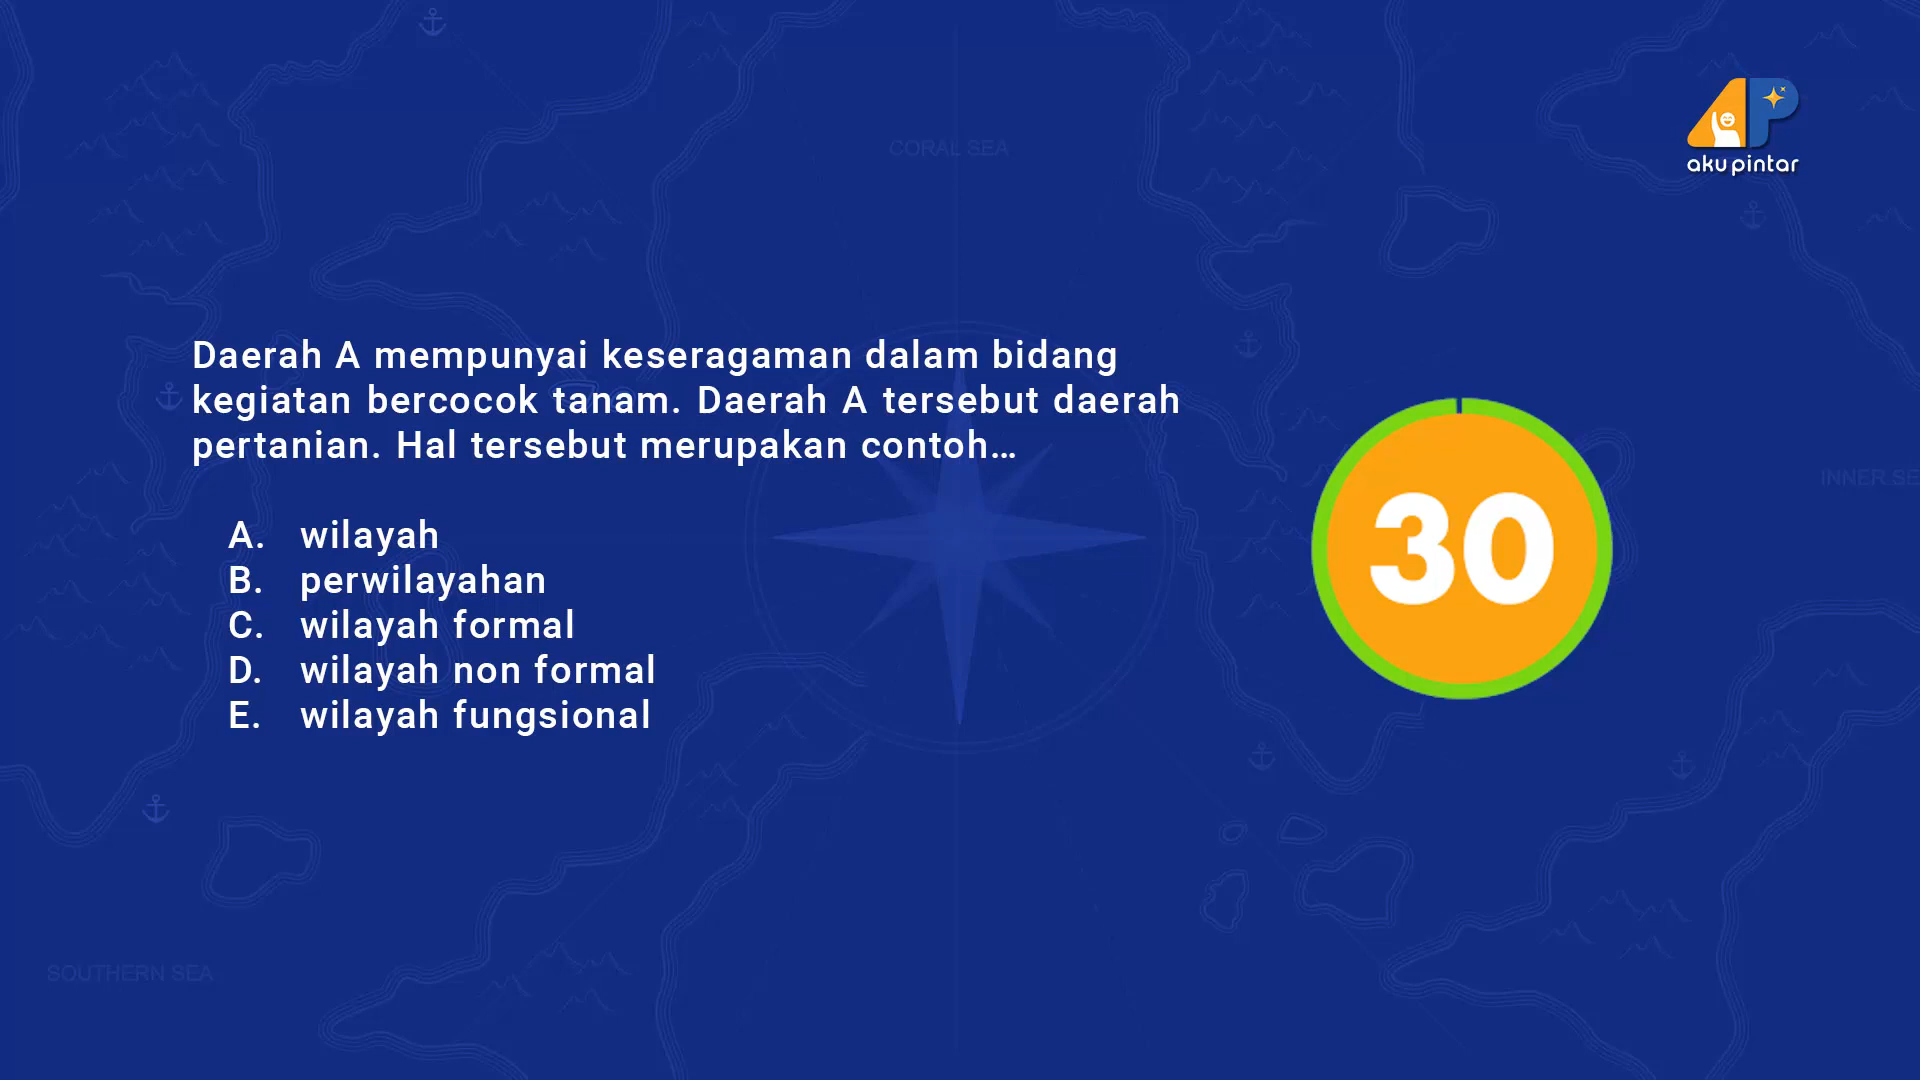 CORAL SEA
aku pintar
Daerah A mempunyai keseragaman dalam bidang
kegiatan bercocok tanam. Daerah A tersebut daerah
pertanian. Hal tersebut merupakan contoh…
INNER SE
A. wilayah
B. perwilayahan
C. wilayah formal
D. wilayah non formal
E. wilayah fungsional
30
SOUTHERN SEA